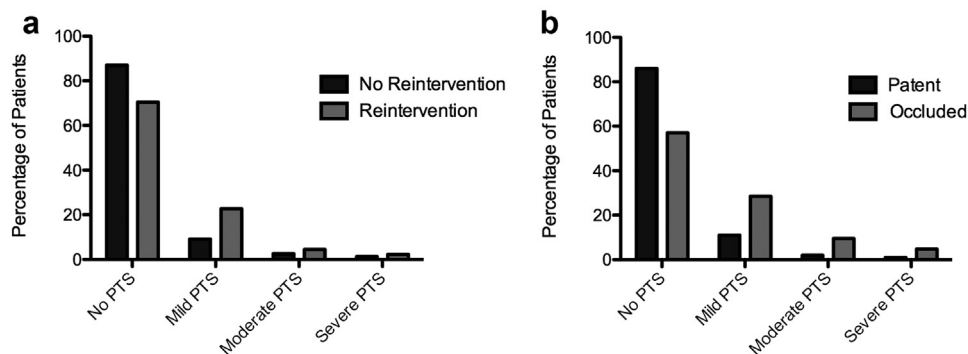 a
Percentage of Patients
100
80
60
40
20
0
No PTS
Mild PTS
Moderate PTS
Severe PTS
No Reintervention
Reintervention
b
Percentage of Patients
100
80
60
40
20
0
No PTS
Mild PTS
Moderate PTS
Severe PTS
Patent
Occluded